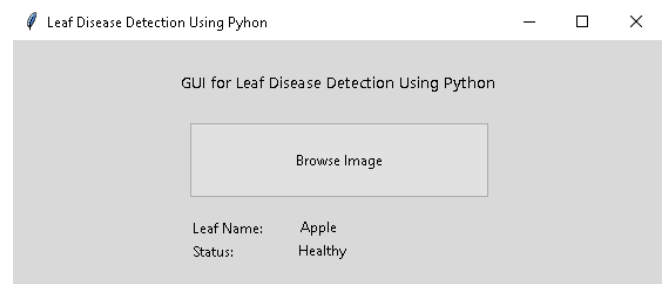 Leaf Disease Detection Using Pyhon
GUI for Leaf Disease Detection Using Python
Browse Image
Leaf Name: Apple
Status: Healthy